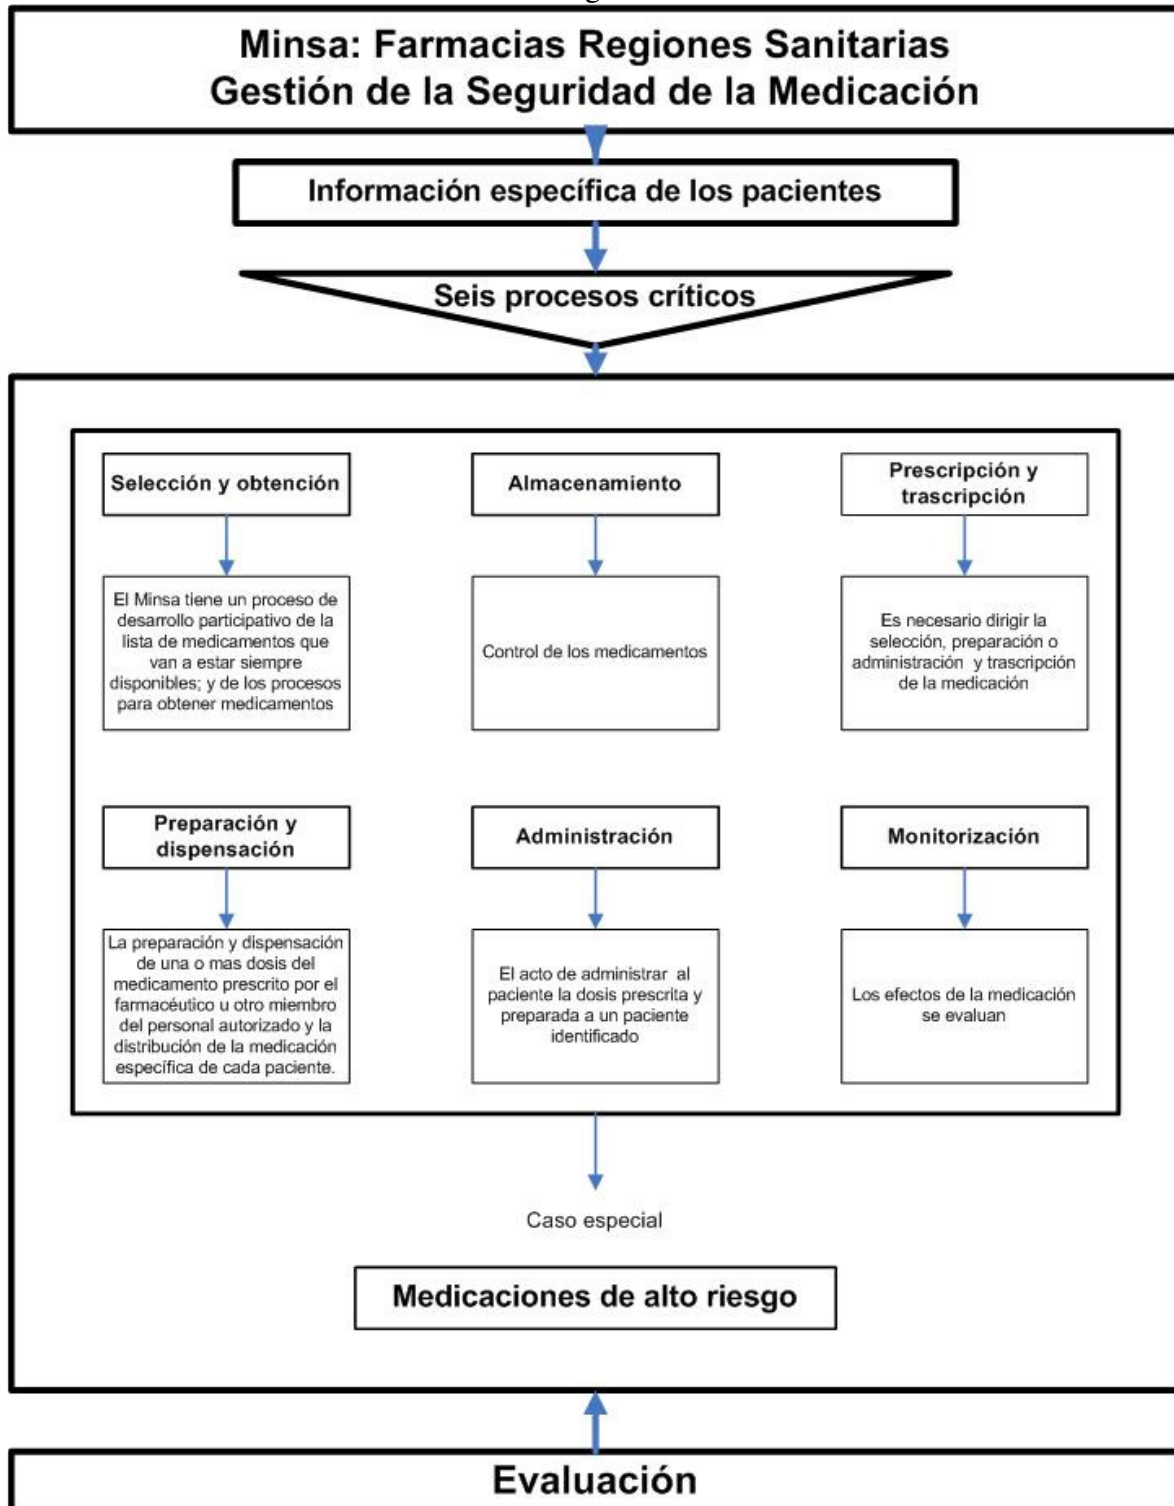 Minsa: Farmacias Regiones Sanitarias
Gestión de la Seguridad de la Medicación
Información específica de los pacientes
Seis procesos críticos
Selección y obtención
El Minsa tiene un proceso de
desarrollo participativo de la
lista de medicamentos que
van a estar siempre
disponibles; y de los procesos
para obtener medicamentos
Almacenamiento
Control de los medicamentos
Prescripción y
trascripción
Es necesario dirigir la
selección, preparación o
administración y trascripción
de la medicación
Preparación y
dispensación
La preparación y dispensación
de una o mas dosis del
medicamento prescrito por el
farmacéutico u otro miembro
del personal autorizado y la
distribución de la medicación
específica de cada paciente.
Administración
El acto de administrar al
paciente la dosis prescrita y
preparada a un paciente
identificado
Monitorización
Los efectos de la medicación
se evaluan
Caso especial
Medicaciones de alto riesgo
Evaluación